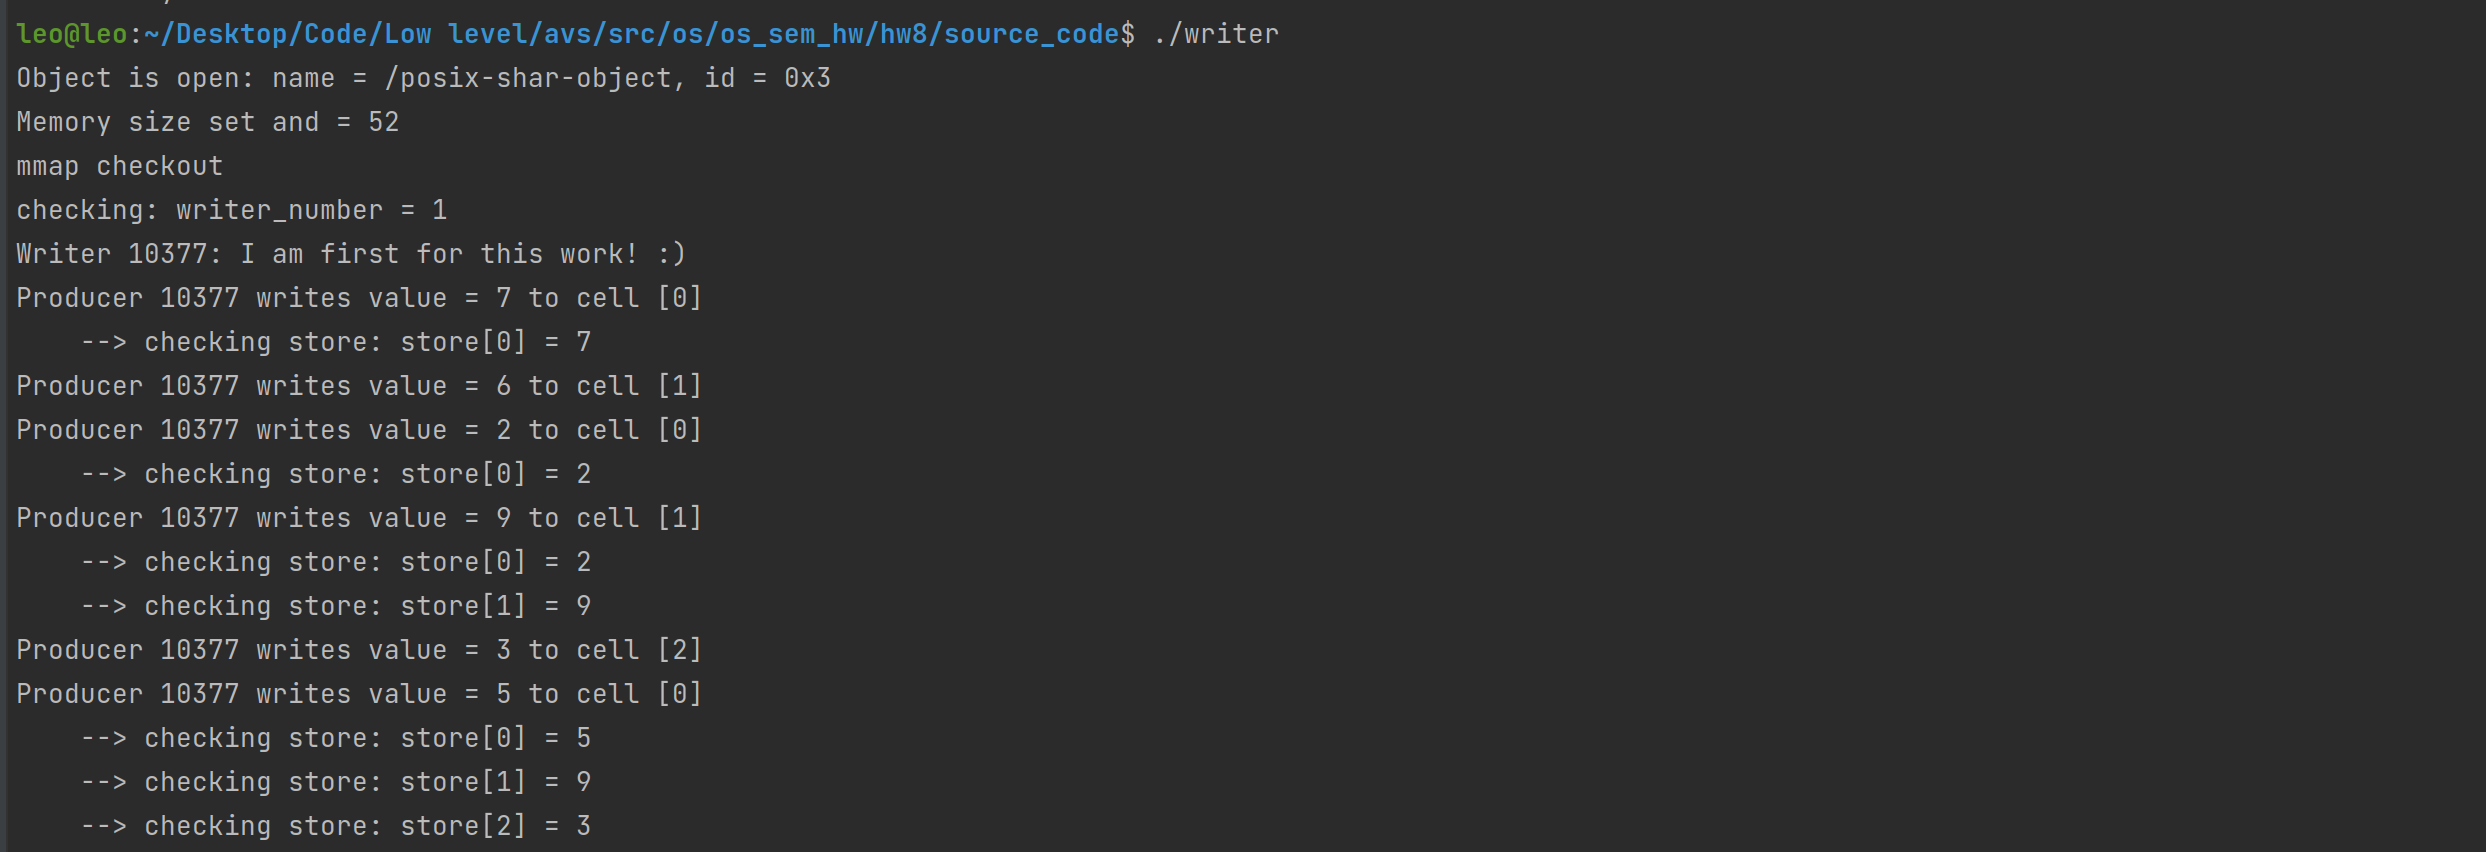 leo@leo:~/Desktop/Code/Low level/avs/src/os/os_sem_hw/hw8/source_code$ ./writer
Object is open: name = /posix-shar-object, id = 0x3
Memory size set and = 52
mmap checkout
checking: writer_number = 1
Writer 10377: I am first for this work! :)
Producer 10377 writes value = 7 to cell [0]
    --> checking store: store[0] = 7
Producer 10377 writes value = 6 to cell [1]
Producer 10377 writes value = 2 to cell [0]
    --> checking store: store[0] = 2
Producer 10377 writes value = 9 to cell [1]
    --> checking store: store[0] = 2
    --> checking store: store[1] = 9
Producer 10377 writes value = 3 to cell [2]
Producer 10377 writes value = 5 to cell [0]
    --> checking store: store[0] = 5
    --> checking store: store[1] = 9
    --> checking store: store[2] = 3